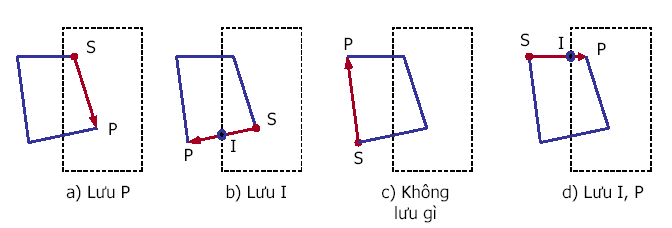 S
P
a) Lưu P
S
I
P
b) Lưu I
P
S
c) Không
lưu gì
S
I
P
d) Lưu I, P